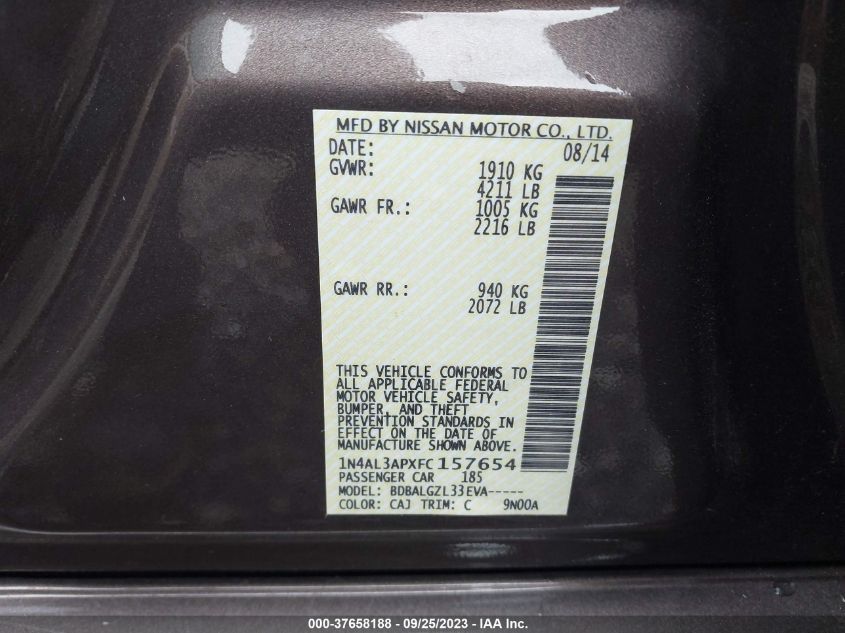 MFD BY NISSAN MOTOR CO., LTD.
DATE: 08/14
GVWR: 1910 KG
4211 LB
GAWR FR.: 1005 KG
2216 LB
GAWR RR.: 940 KG
2072 LB
THIS VEHICLE CONFORMS TO
ALL APPLICABLE FEDERAL
MOTOR VEHICLE SAFETY,
BUMPER, AND THEFT
PREVENTION STANDARDS IN
EFFECT ON THE DATE OF
MANUFACTURE SHOWN ABOVE.
1N4AL3APXFC157654
PASSENGER CAR 185
MODEL: BDBALGZL33EVA-----
COLOR: CAJ TRIM: C 9N00A
000-37658188 - 09/25/2023 - IAA Inc.